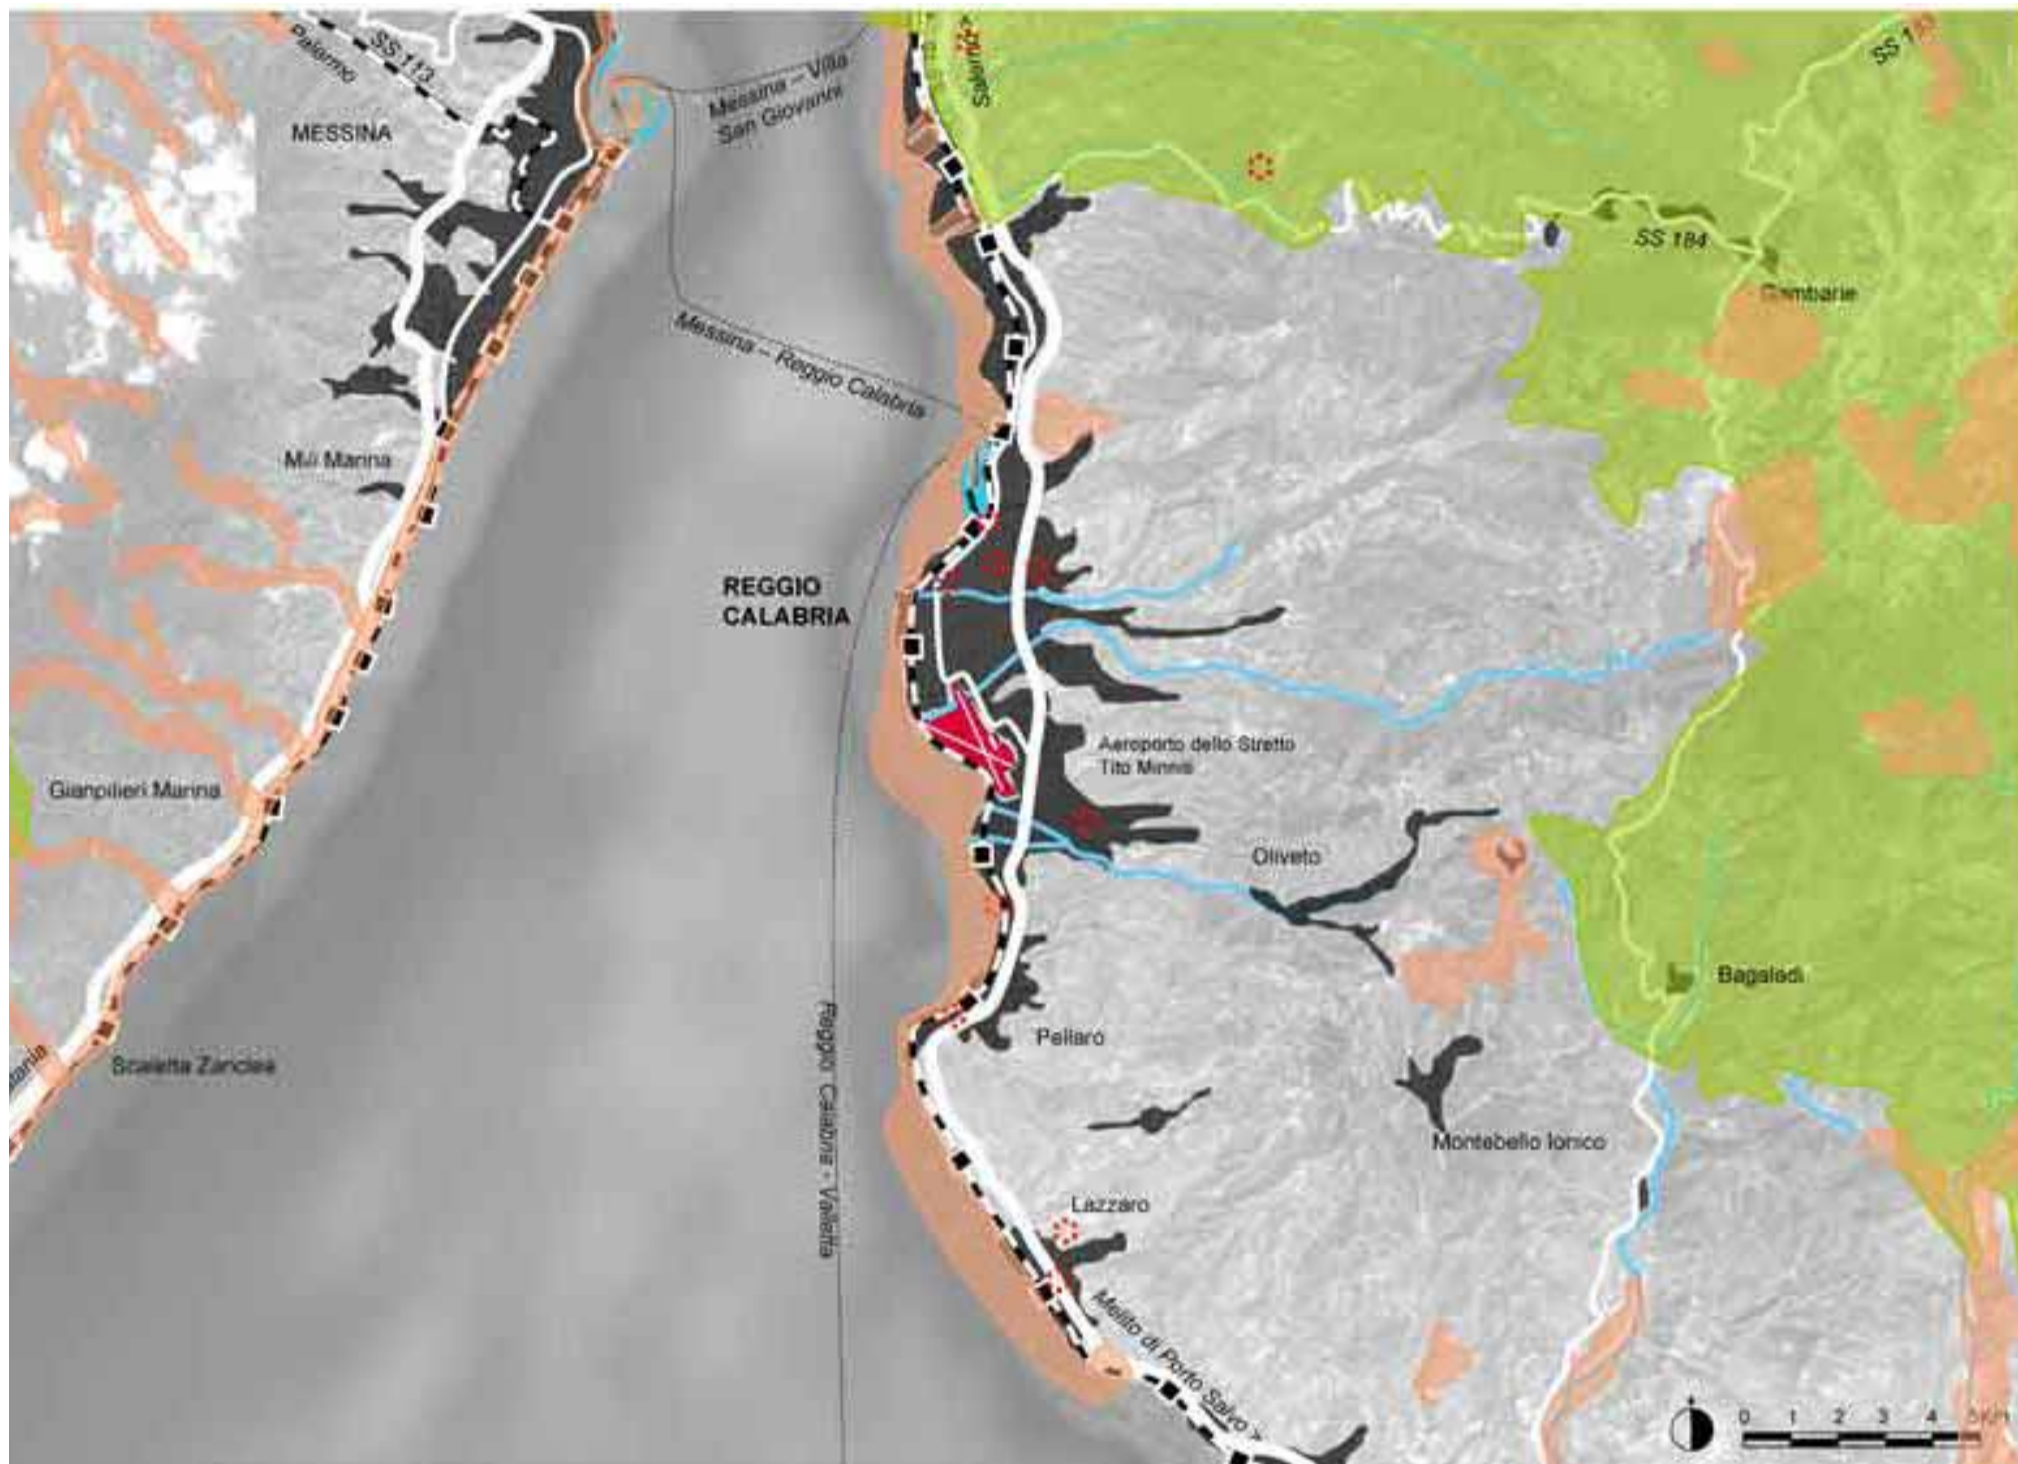 Palermo
SS 113
MESSINA
Messina – Villa
San Giovanni
Salerno>
SS 184
Gambarie
Messina – Reggio Calabria
Mili Marina
REGGIO
CALABRIA
Aeroporto dello Stretto
Tito Minniti
Gianpilieri Marina
Oliveto
Bagaladi
Pellaro
Scaletta Zanclea
Reggio Calabria - Valletta
Montebello Ionico
Lazzaro
Melito di Porto Salvo >
0 1 2 3 4 5Km